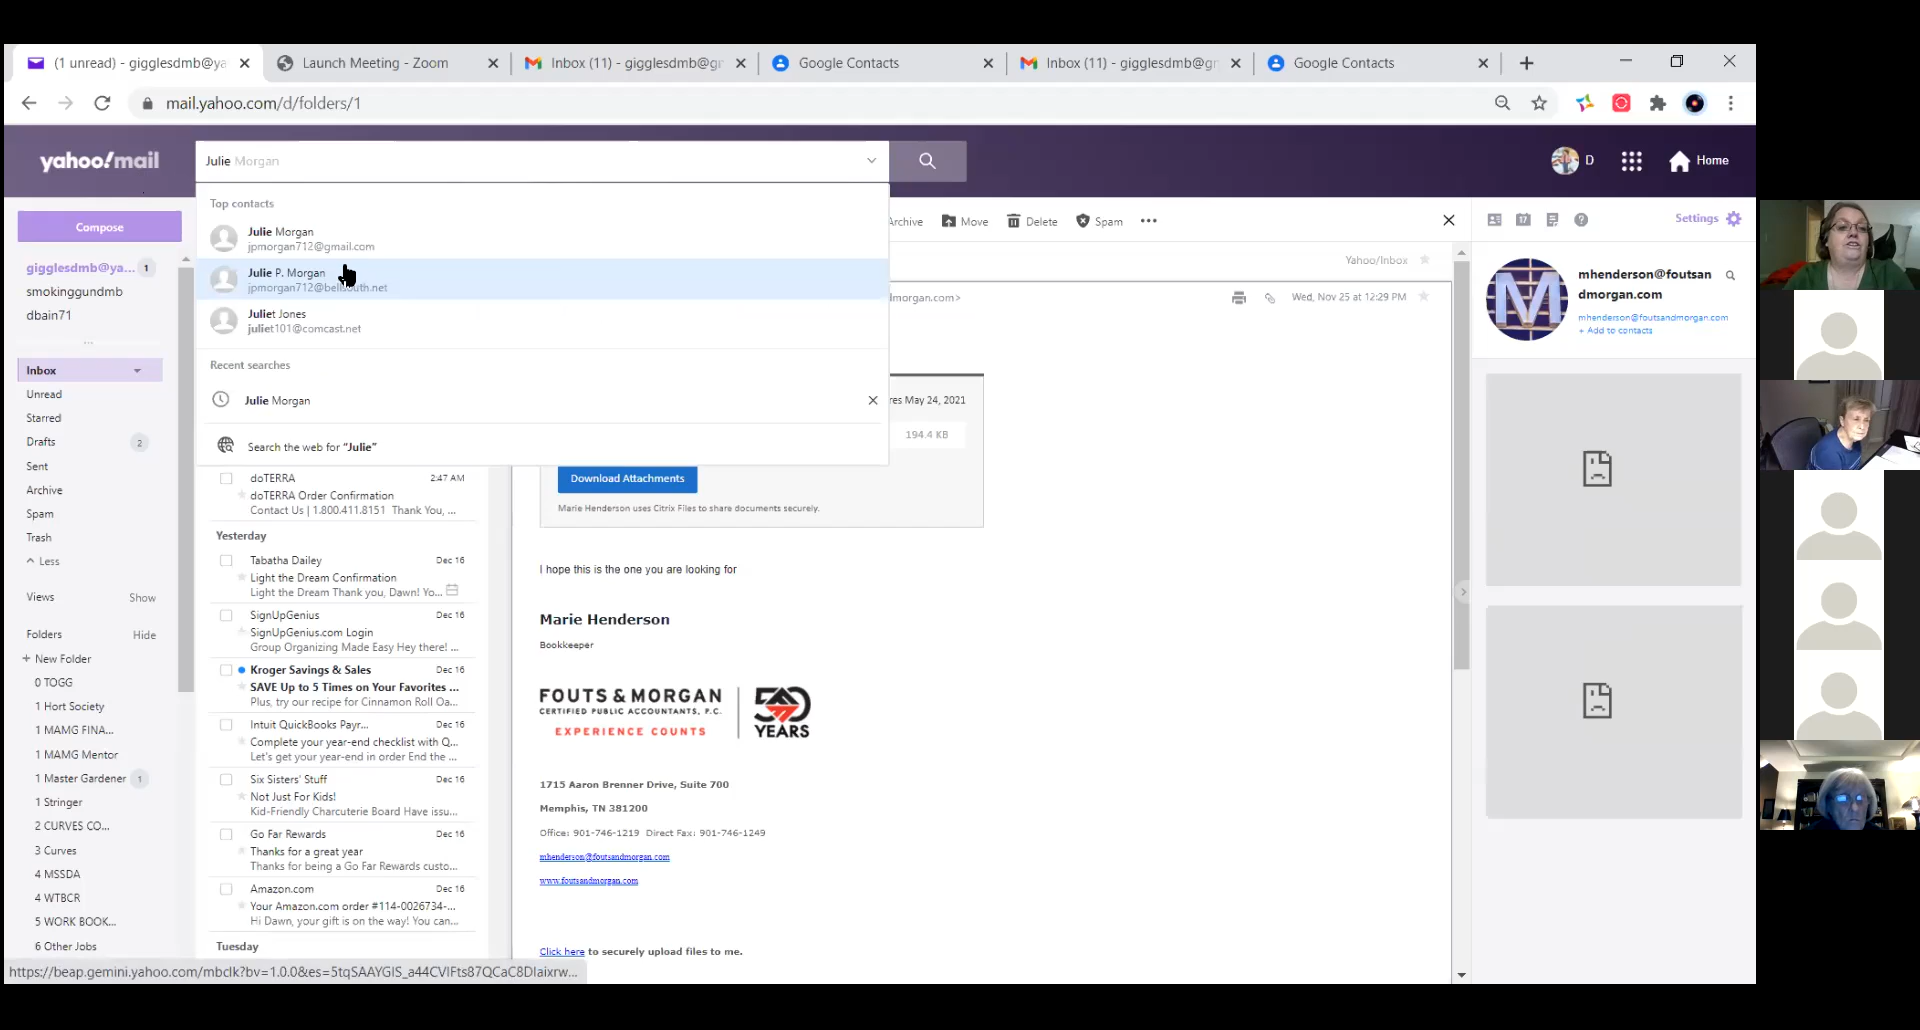 (1 unread) - gigglesdmb@ya
Launch Meeting - Zoom
Inbox (11) - gigglesdmb@gr
Google Contacts
Inbox (11) - gigglesdmb@gr
Google Contacts
mail.yahoo.com/d/folders/1
yahoo!mail
Julie Morgan
D
Home
Compose
gigglesdmb@ya... 1
smokinggundmb
dbain71
...
Inbox
Unread
Starred
Drafts 2
Sent
Archive
Spam
Trash
Less
Views Show
Folders Hide
+ New Folder
0 TOGG
1 Hort Society
1 MAMG FINA...
1 MAMG Mentor
1 Master Gardener 1
1 Stringer
2 CURVES CO...
3 Curves
4 MSSDA
4 WTBCR
5 WORK BOOK...
6 Other Jobs
Top contacts
Julie Morgan
jpmorgan712@gmail.com
Julie P. Morgan
Juliet Jones
juliet101@comcast.net
Recent searches
Julie Morgan
Search the web for "Julie"
doTERRA 2:47 AM
doTERRA Order Confirmation
Contact Us | 1.800.411.8151 Thank You, ...
Yesterday
Tabatha Dailey Dec 16
Light the Dream Confirmation
Light the Dream Thank you, Dawn! Yo...
SignUpGenius Dec 16
SignUpGenius.com Login
Group Organizing Made Easy Hey there! ...
Kroger Savings & Sales Dec 16
SAVE Up to 5 Times on Your Favorites ...
Plus, try our recipe for Cinnamon Roll Oa...
Intuit QuickBooks Payr... Dec 16
Complete your year-end checklist with Q...
Let's get your year-end in order End the ...
Six Sisters' Stuff Dec 16
Not Just For Kids!
Kid-Friendly Charcuterie Board Have issu...
Go Far Rewards Dec 16
Thanks for a great year
Thanks for being a Go Far Rewards custo...
Amazon.com Dec 16
Your Amazon.com order #114-0026734-...
Hi Dawn, your gift is on the way! You can...
Tuesday
https://beap.gemini.yahoo.com/mbclk?bv=1.0.0&es=
Archive Move Delete Spam
Yahoo/Inbox
morgan.com> Wed, Nov 25 at 12:29 PM
res May 24, 2021
194.4 KB
Download Attachments
Marie Henderson uses Citrix Files to share documents securely.
I hope this is the one you are looking for
Marie Henderson
Bookkeeper
FOUTS & MORGAN
CERTIFIED PUBLIC ACCOUNTANTS, P.C.
EXPERIENCE COUNTS
50
YEARS
1715 Aaron Brenner Drive, Suite 700
Memphis, TN 381200
Office: 901-746-1219 Direct Fax: 901-746-1249
mhenderson@foutsandmorgan.com
www.foutsandmorgan.com
Click here to securely upload files to me.
Settings
M
mhenderson@foutsan
dmorgan.com
mhenderson@foutsandmorgan.com
+ Add to contacts